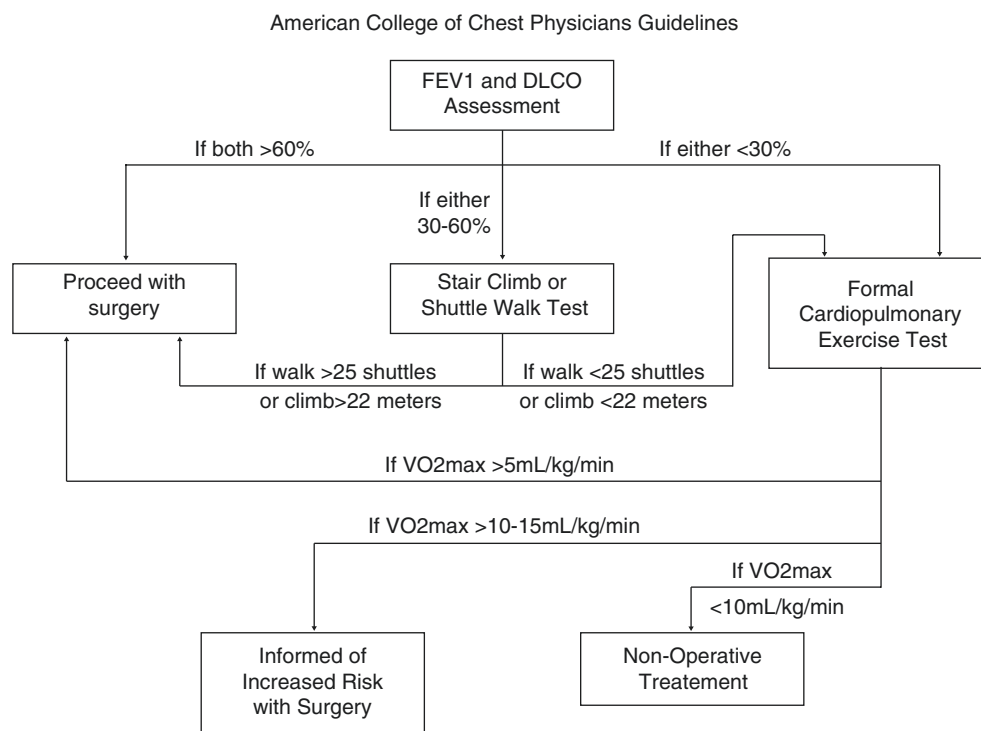 American College of Chest Physicians Guidelines
FEV1 and DLCO
Assessment
If both >60%
If either <30%
If either
30-60%
Proceed with
surgery
Stair Climb or
Shuttle Walk Test
Formal
Cardiopulmonary
Exercise Test
If walk >25 shuttles
or climb>22 meters
If walk <25 shuttles
or climb <22 meters
If VO2max >5mL/kg/min
If VO2max >10-15mL/kg/min
If VO2max
<10mL/kg/min
Informed of
Increased Risk
with Surgery
Non-Operative
Treatement